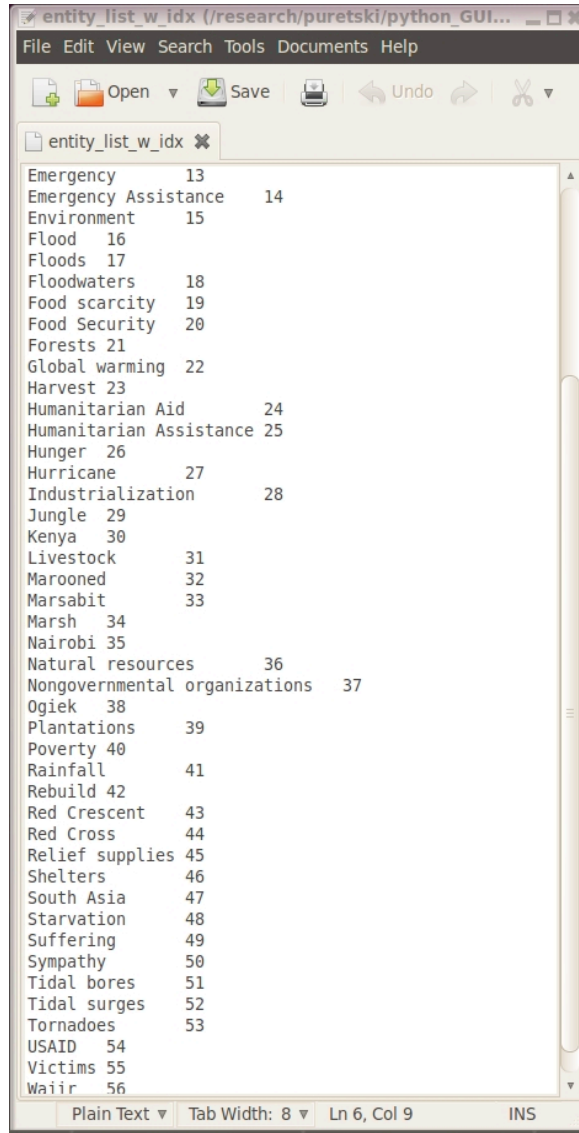 entity_list_w_idx (/research/puretski/python_GUI...
File Edit View Search Tools Documents Help
Open Save Undo
entity_list_w_idx
Emergency 13
Emergency Assistance 14
Environment 15
Flood 16
Floods 17
Floodwaters 18
Food scarcity 19
Food Security 20
Forests 21
Global warming 22
Harvest 23
Humanitarian Aid 24
Humanitarian Assistance 25
Hunger 26
Hurricane 27
Industrialization 28
Jungle 29
Kenya 30
Livestock 31
Marooned 32
Marsabit 33
Marsh 34
Nairobi 35
Natural resources 36
Nongovernmental organizations 37
Ogiek 38
Plantations 39
Poverty 40
Rainfall 41
Rebuild 42
Red Crescent 43
Red Cross 44
Relief supplies 45
Shelters 46
South Asia 47
Starvation 48
Suffering 49
Sympathy 50
Tidal bores 51
Tidal surges 52
Tornadoes 53
USAID 54
Victims 55
Wajir 56
Plain Text Tab Width: 8 Ln 6, Col 9 INS